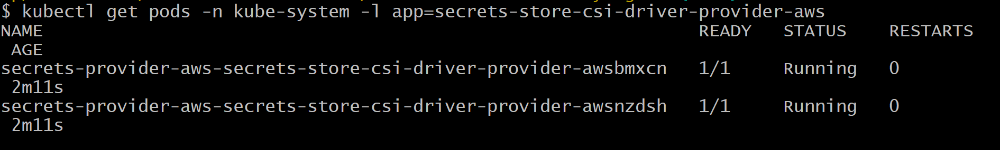 $ kubectl get pods -n kube-system -l app=secrets-store-csi-driver-provider-aws
NAME                                                              READY   STATUS    RESTARTS
 AGE
secrets-provider-aws-secrets-store-csi-driver-provider-awsbmxcn   1/1     Running   0
 2m11s
secrets-provider-aws-secrets-store-csi-driver-provider-awsnzdsh   1/1     Running   0
 2m11s